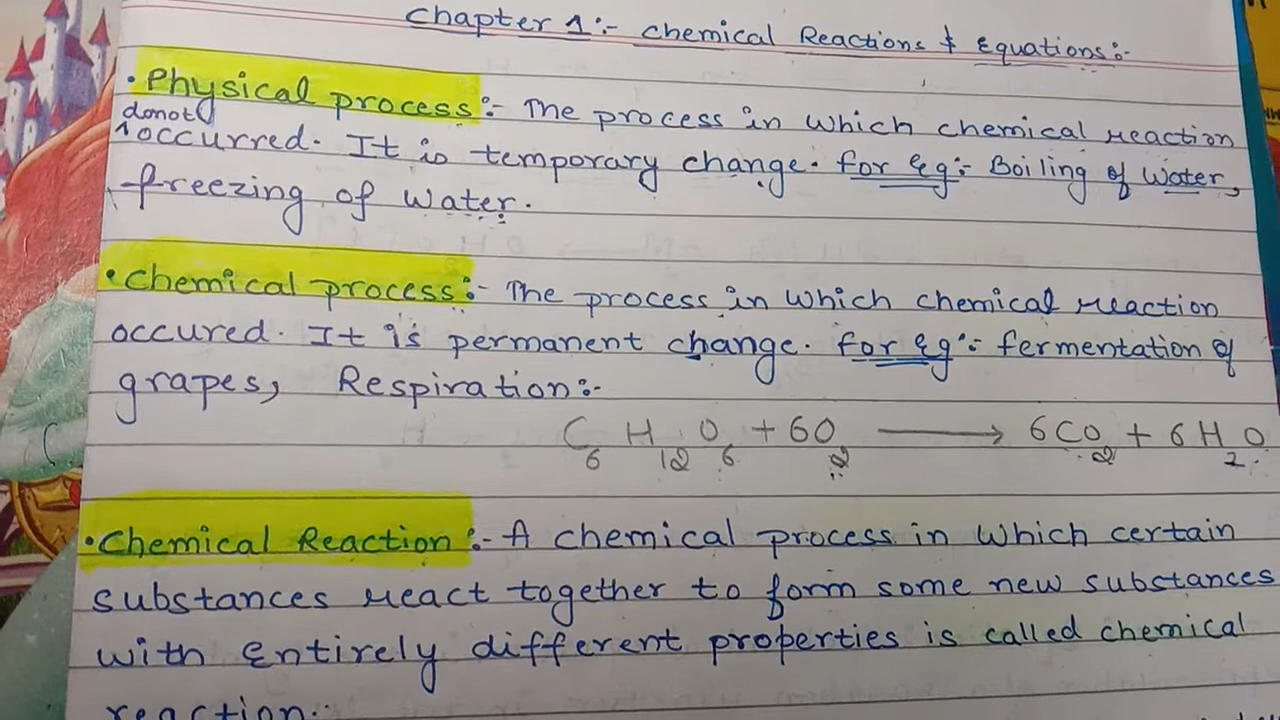 Chapter 1:- Chemical Reactions & Equations:-
• Physical process:- The process in which chemical reaction
donot
occurred. It is temporary change. for Eg:- Boiling of water,
freezing of water.
• Chemical process:- The process in which chemical reaction
occured. It is permanent change. for Eg:- fermentation of
grapes, Respiration:-
C₆H₁₂O₆ + 6O₂ ⟶ 6CO₂ + 6H₂O
• Chemical Reaction:- A chemical process in which certain
substances react together to form some new substances
with Entirely different properties is called chemical
reaction.